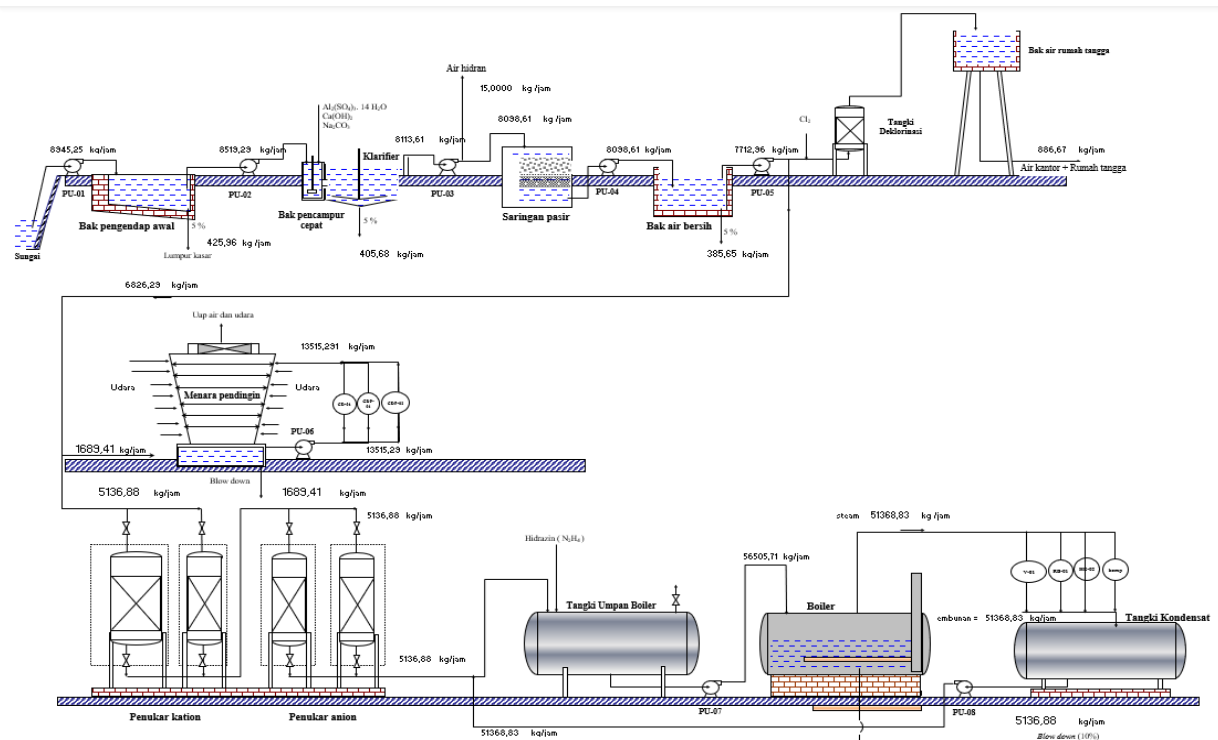 Bak air rumah tangga
Air hidran
15,0000 kg /jam
Al₂(SO₄)₃. 14 H₂O
Ca(OH)₂
Na₂CO₃
8098,61 kg /jam
Cl₂
Tangki
Deklorinasi
8945,25 kg/jam
8519,29 kg/jam
8113,61 kg/jam
Klarifier
8098,61 kg/jam
7712,96 kg/jam
886,67 kg/jam
Air kantor + Rumah tangga
PU-01
PU-02
PU-03
PU-04
PU-05
Bak pengendap awal
5 %
Bak pencampur
cepat
5 %
Saringan pasir
Bak air bersih
5 %
Sungai
425,96 kg /jam
Lumpur kasar
405,68 kg/jam
385,65 kg/jam
6826,29 kg/jam
Uap air dan udara
13515,291 kg/jam
Udara
Menara pendingin
Udara
PU-06
1689,41 kg/jam
13515,29 kg/jam
Blow down
5136,88 kg/jam
1689,41 kg/jam
5136,88 kg/jam
steam 51368,83 kg /jam
Hidrazin ( N₂H₄ )
56505,71 kg/jam
Tangki Umpan Boiler
Boiler
embunan = 51368,83 kg/jam
Tangki Kondensat
5136,88 kg/jam
Penukar kation
Penukar anion
PU-07
PU-08
51368,83 kg/jam
5136,88 kg/jam
Blow down (10%)